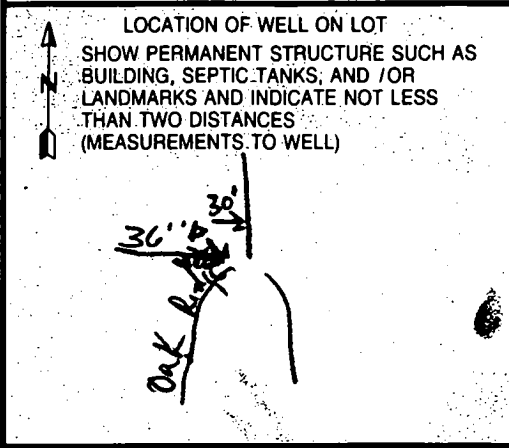 LOCATION OF WELL ON LOT
SHOW PERMANENT STRUCTURE SUCH AS
BUILDING, SEPTIC TANKS, AND / OR
LANDMARKS AND INDICATE NOT LESS
THAN TWO DISTANCES
(MEASUREMENTS TO WELL)
N
30'
36'
Oak